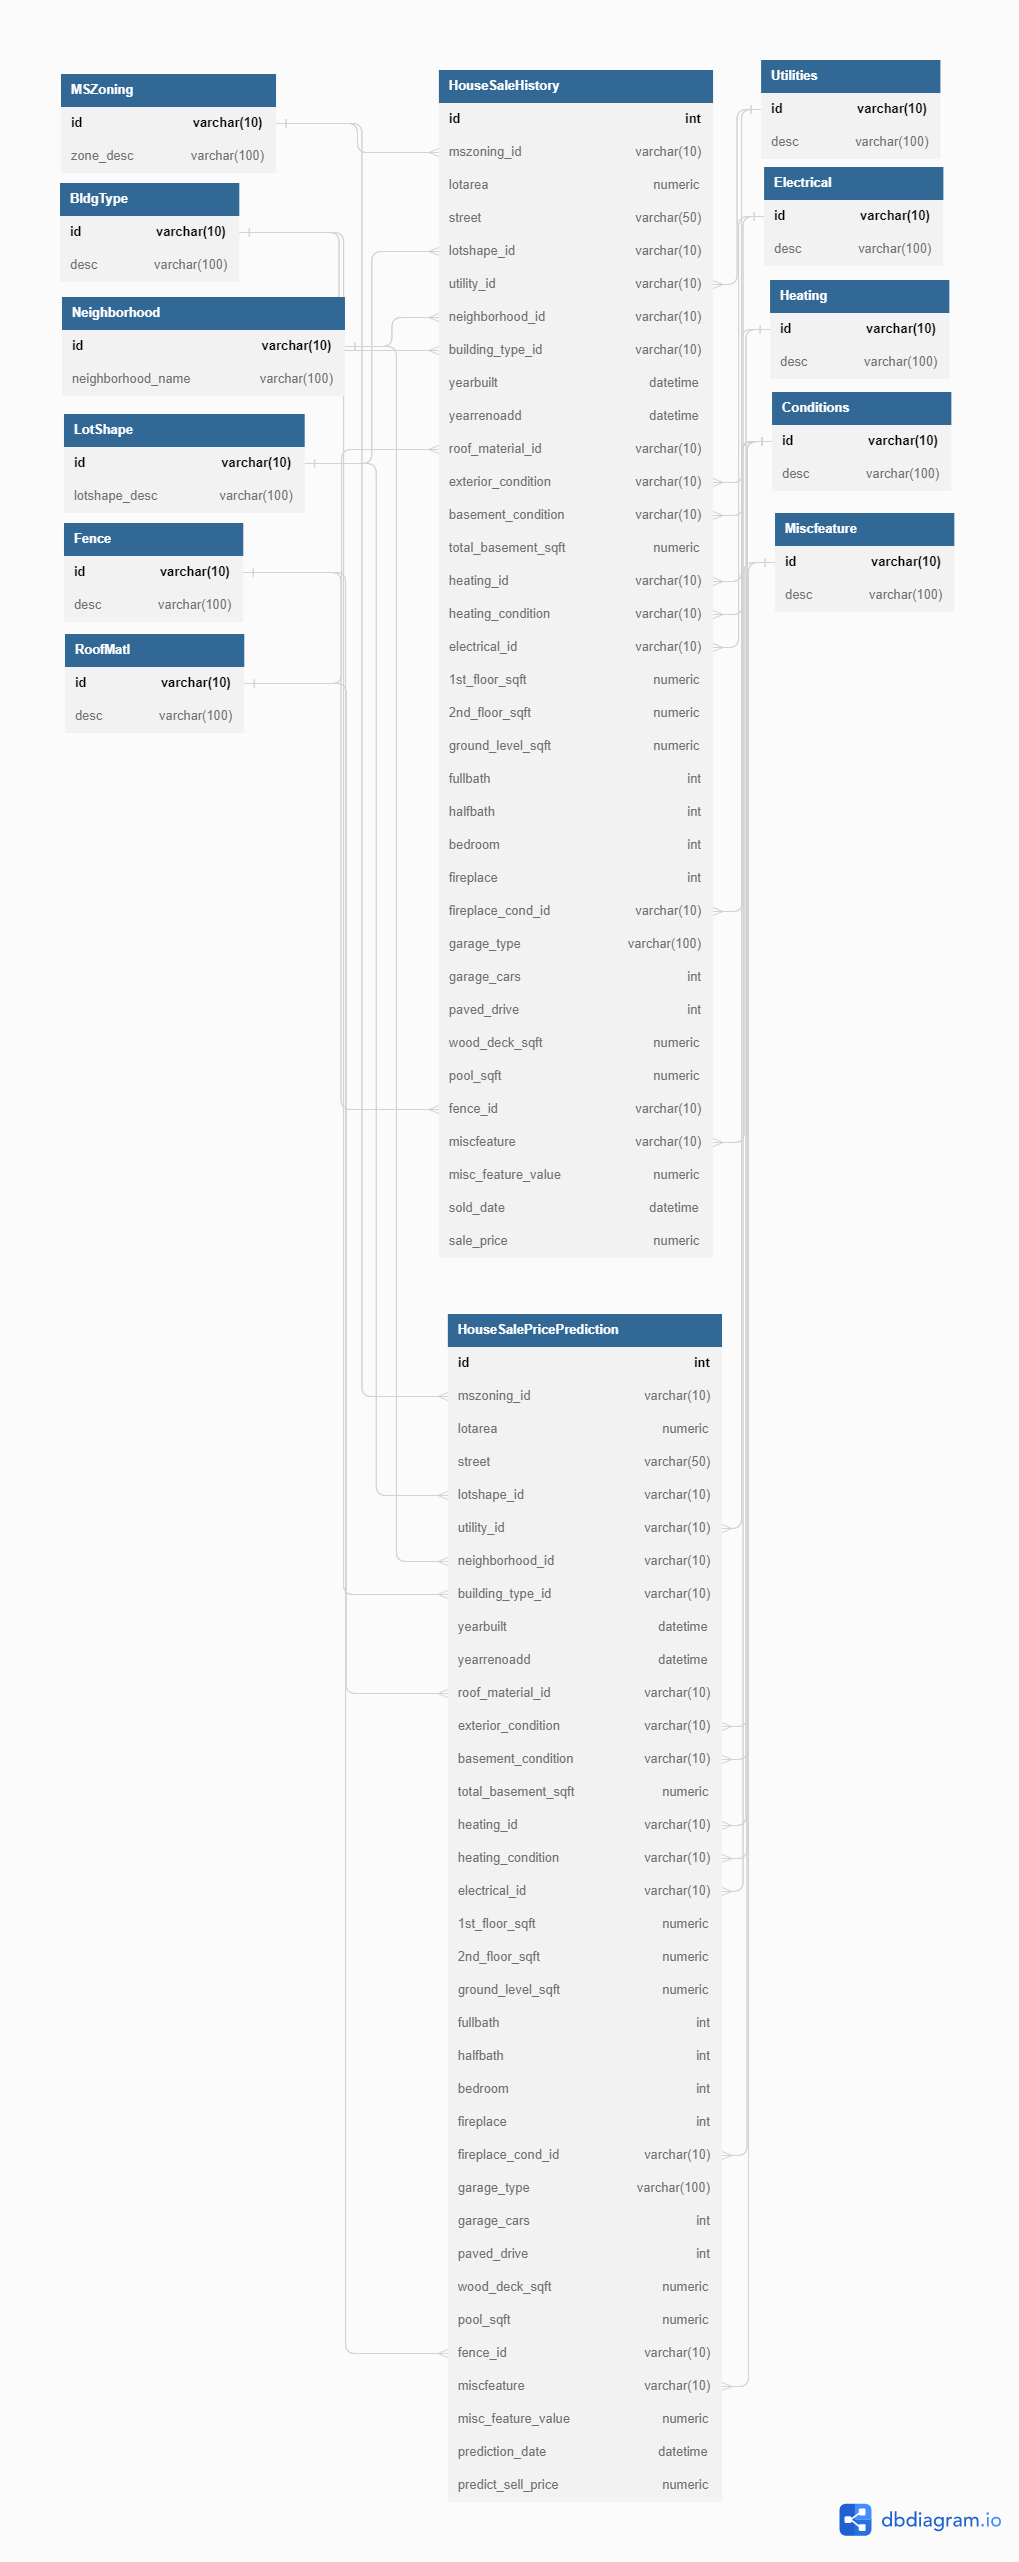 MSZoning
id varchar(10)
zone_desc varchar(100)
BldgType
id varchar(10)
desc varchar(100)
Neighborhood
id varchar(10)
neighborhood_name varchar(100)
LotShape
id varchar(10)
lotshape_desc varchar(100)
Fence
id varchar(10)
desc varchar(100)
RoofMatl
id varchar(10)
desc varchar(100)
HouseSaleHistory
id int
mszoning_id varchar(10)
lotarea numeric
street varchar(50)
lotshape_id varchar(10)
utility_id varchar(10)
neighborhood_id varchar(10)
building_type_id varchar(10)
yearbuilt datetime
yearrenoadd datetime
roof_material_id varchar(10)
exterior_condition varchar(10)
basement_condition varchar(10)
total_basement_sqft numeric
heating_id varchar(10)
heating_condition varchar(10)
electrical_id varchar(10)
1st_floor_sqft numeric
2nd_floor_sqft numeric
ground_level_sqft numeric
fullbath int
halfbath int
bedroom int
fireplace int
fireplace_cond_id varchar(10)
garage_type varchar(100)
garage_cars int
paved_drive int
wood_deck_sqft numeric
pool_sqft numeric
fence_id varchar(10)
miscfeature varchar(10)
misc_feature_value numeric
sold_date datetime
sale_price numeric
Utilities
id varchar(10)
desc varchar(100)
Electrical
id varchar(10)
desc varchar(100)
Heating
id varchar(10)
desc varchar(100)
Conditions
id varchar(10)
desc varchar(100)
Miscfeature
id varchar(10)
desc varchar(100)
HouseSalePricePrediction
id int
mszoning_id varchar(10)
lotarea numeric
street varchar(50)
lotshape_id varchar(10)
utility_id varchar(10)
neighborhood_id varchar(10)
building_type_id varchar(10)
yearbuilt datetime
yearrenoadd datetime
roof_material_id varchar(10)
exterior_condition varchar(10)
basement_condition varchar(10)
total_basement_sqft numeric
heating_id varchar(10)
heating_condition varchar(10)
electrical_id varchar(10)
1st_floor_sqft numeric
2nd_floor_sqft numeric
ground_level_sqft numeric
fullbath int
halfbath int
bedroom int
fireplace int
fireplace_cond_id varchar(10)
garage_type varchar(100)
garage_cars int
paved_drive int
wood_deck_sqft numeric
pool_sqft numeric
fence_id varchar(10)
miscfeature varchar(10)
misc_feature_value numeric
prediction_date datetime
predict_sell_price numeric
dbdiagram.io